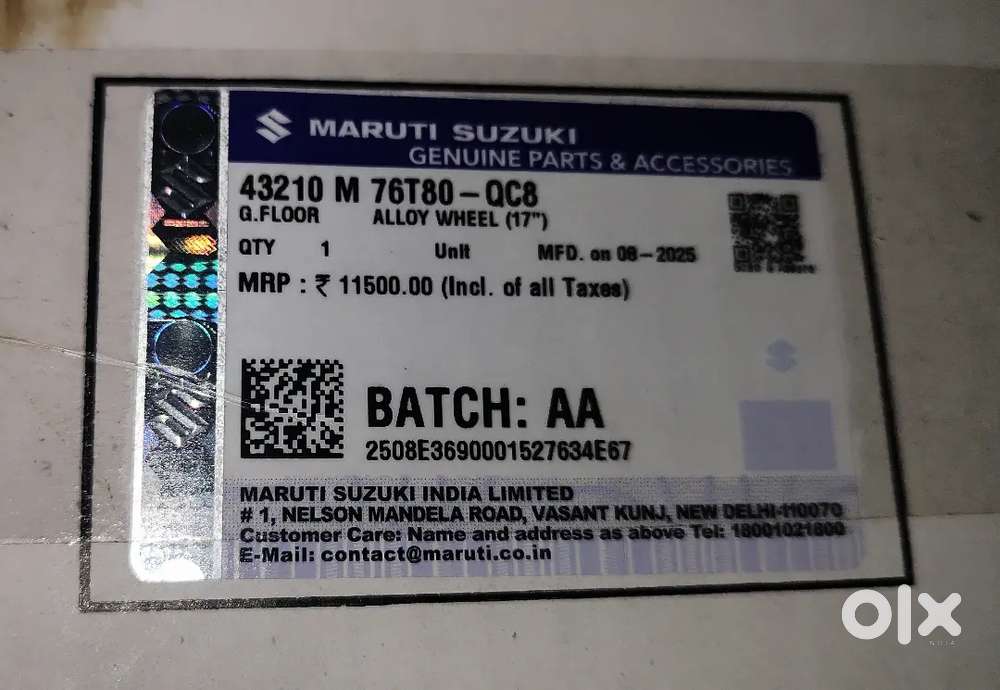 MARUTI SUZUKI
GENUINE PARTS & ACCESSORIES
43210 M 76T80-QC8
G.FLOOR ALLOY WHEEL (17")
QTY 1 Unit MFD. on 08-2025
MRP : ₹ 11500.00 (Incl. of all Taxes)
BATCH: AA
2508E3690001527634E67
MARUTI SUZUKI INDIA LIMITED
# 1, NELSON MANDELA ROAD, VASANT KUNJ, NEW DELHI-110070
Customer Care: Name and address as above Tel: 18001021800
E-Mail: contact@maruti.co.in
olx
INDIA